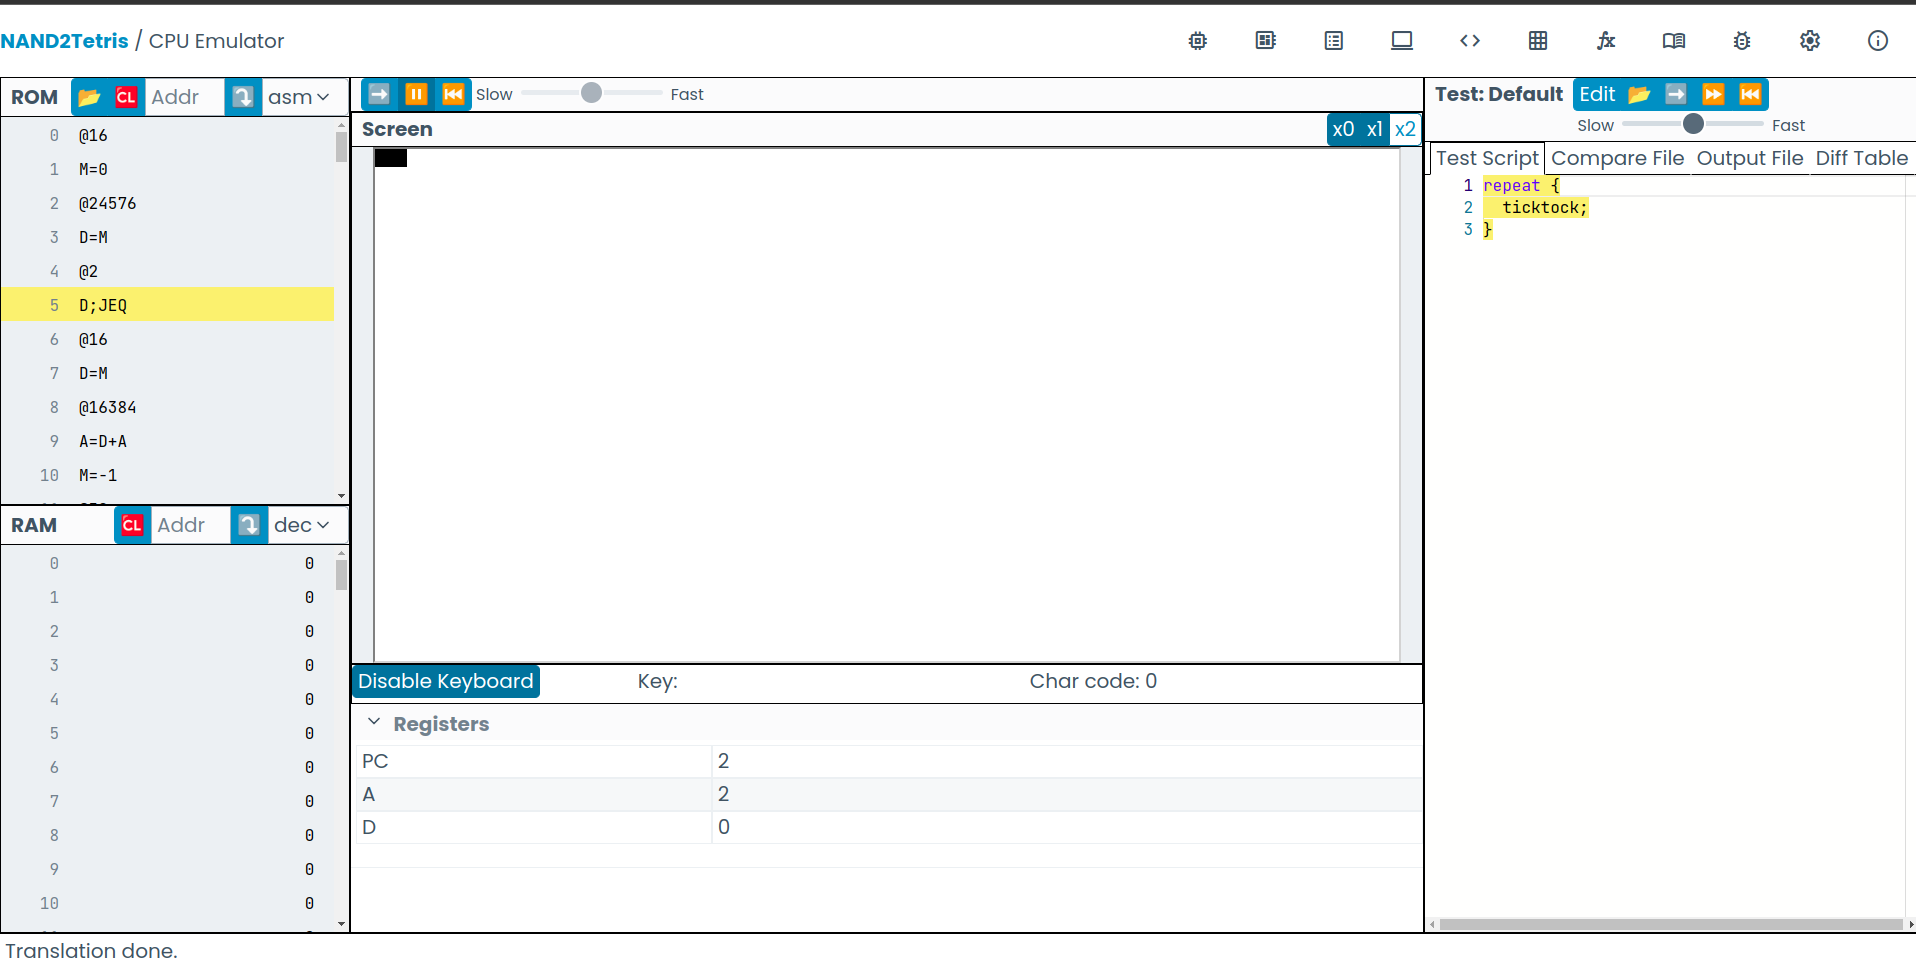 NAND2Tetris / CPU Emulator
ROM CL Addr asm
0 @16
1 M=0
2 @24576
3 D=M
4 @2
5 D;JEQ
6 @16
7 D=M
8 @16384
9 A=D+A
10 M=-1
RAM CL Addr dec
0 0
1 0
2 0
3 0
4 0
5 0
6 0
7 0
8 0
9 0
10 0
Slow Fast
Screen x0 x1 x2
Disable Keyboard Key: Char code: 0
Registers
PC 2
A 2
D 0
Test: Default Edit
Slow Fast
Test Script Compare File Output File Diff Table
1 repeat {
2 ticktock;
3 }
Translation done.